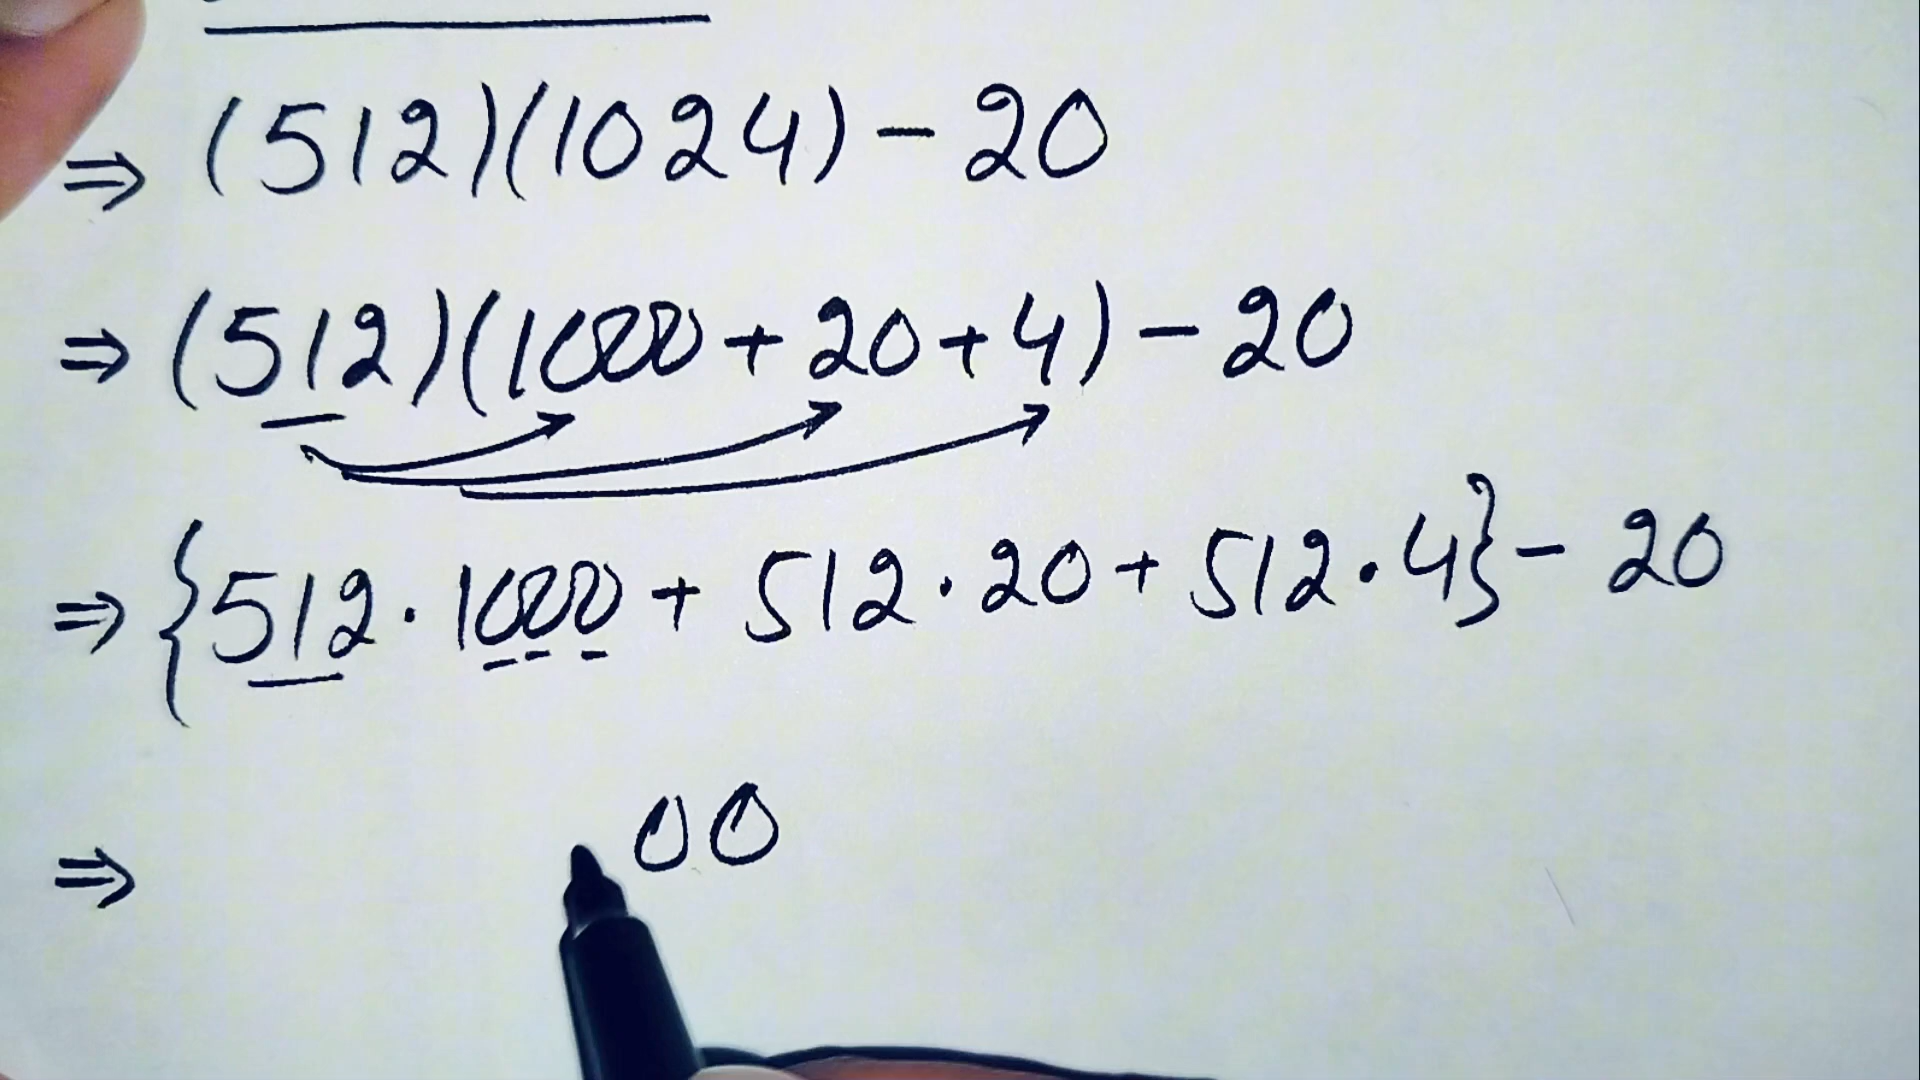 ⇒ (512)(1024) - 20
⇒ (512)(1000 + 20 + 4) - 20
⇒ {512 · 1000 + 512 · 20 + 512 · 4} - 20
⇒ 00